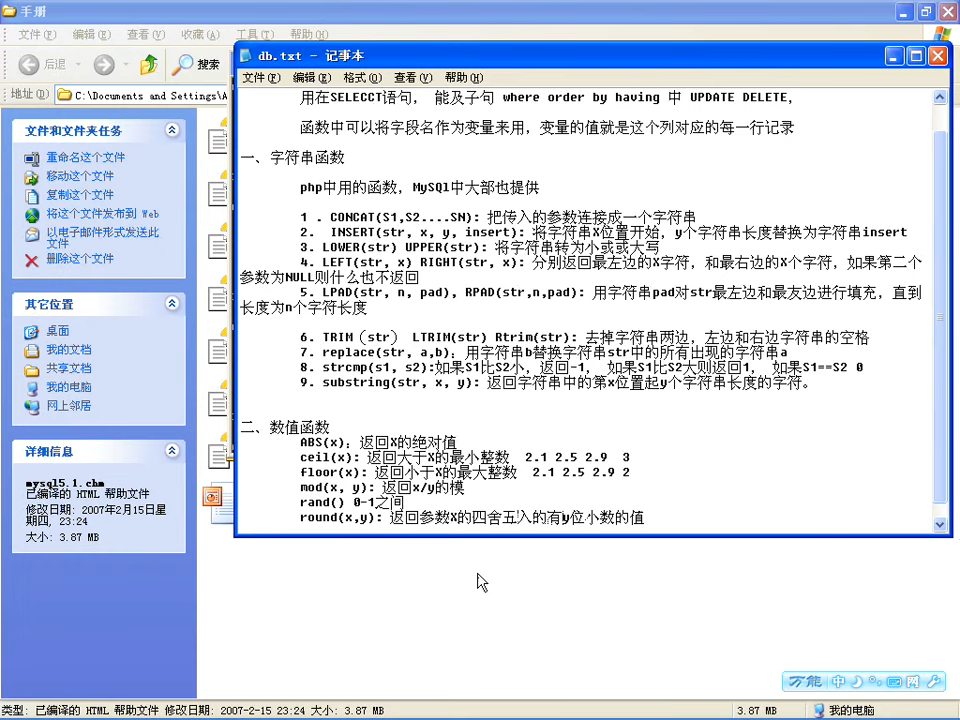 手册
文件(F) 编辑(E) 查看(V) 收藏(A) 工具(T) 帮助(H)
后退 搜索
地址(D) C:\Documents and Settings\A
文件和文件夹任务
重命名这个文件
移动这个文件
复制这个文件
将这个文件发布到 Web
以电子邮件形式发送此
文件
删除这个文件
其它位置
桌面
我的文档
共享文档
我的电脑
网上邻居
详细信息
mysql5.1.chm
已编译的 HTML 帮助文件
修改日期: 2007年2月15日星
期四, 23:24
大小: 3.87 MB
db.txt - 记事本
文件(F) 编辑(E) 格式(O) 查看(V) 帮助(H)
用在SELECCT语句, 能及子句 where order by having 中 UPDATE DELETE,
函数中可以将字段名作为变量来用, 变量的值就是这个列对应的每一行记录
一、字符串函数
php中用的函数, MySQl中大部也提供
1 . CONCAT(S1,S2....SN): 把传入的参数连接成一个字符串
2. INSERT(str, x, y, insert): 将字符串X位置开始, y个字符串长度替换为字符串insert
3. LOWER(str) UPPER(str): 将字符串转为小或或大写
4. LEFT(str, x) RIGHT(str, x): 分别返回最左边的X字符, 和最右边的X个字符, 如果第二个
参数为NULL则什么也不返回
5. LPAD(str, n, pad), RPAD(str,n,pad): 用字符串pad对str最左边和最友边进行填充, 直到
长度为n个字符长度
6. TRIM（str） LTRIM(str) Rtrim(str): 去掉字符串两边, 左边和右边字符串的空格
7. replace(str, a,b): 用字符串b替换字符串str中的所有出现的字符串a
8. strcmp(s1, s2):如果S1比S2小, 返回-1, 如果S1比S2大则返回1, 如果S1==S2 0
9. substring(str, x, y): 返回字符串中的第x位置起y个字符串长度的字符。
二、数值函数
ABS(x): 返回X的绝对值
ceil(x): 返回大于X的最小整数 2.1 2.5 2.9 3
floor(x): 返回小于X的最大整数 2.1 2.5 2.9 2
mod(x, y): 返回x/y的模
rand() 0-1之间
round(x,y): 返回参数X的四舍五入的有y位小数的值
万能 中 网
类型: 已编译的 HTML 帮助文件 修改日期: 2007-2-15 23:24 大小: 3.87 MB 3.87 MB 我的电脑